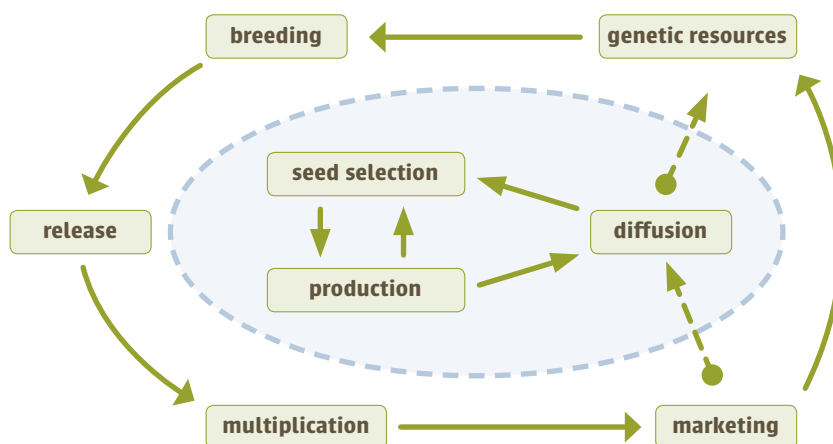 breeding
genetic resources
seed selection
release
diffusion
production
multiplication
marketing